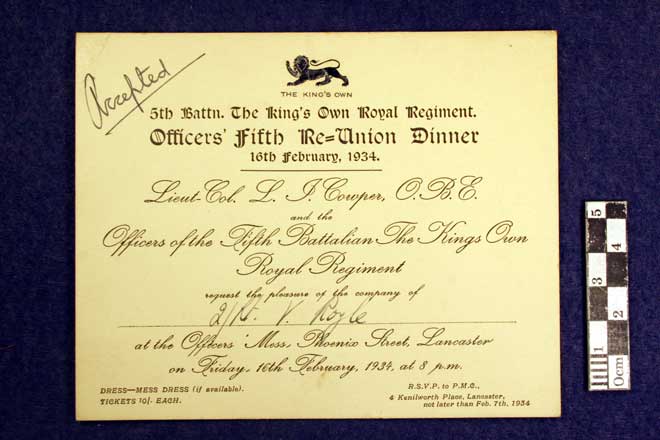 Accepted
THE KING'S OWN
5th Battn. The King's Own Royal Regiment.
Officers' Fifth Re=Union Dinner
16th February, 1934.
Lieut-Col. L. I. Cowper, O.B.E.
and the
Officers of the Fifth Battalian The Kings Own
Royal Regiment
request the pleasure of the company of
2/Lt. V. Royle
at the Officers' Mess, Phoenix Street, Lancaster
on Friday, 16th February, 1934, at 8 p.m.
DRESS—MESS DRESS (if available).
TICKETS 10/- EACH.
R.S.V.P. to P.M.C.,
4 Kenilworth Place, Lancaster,
not later than Feb. 7th, 1934
5
4
3
2
1
0cm